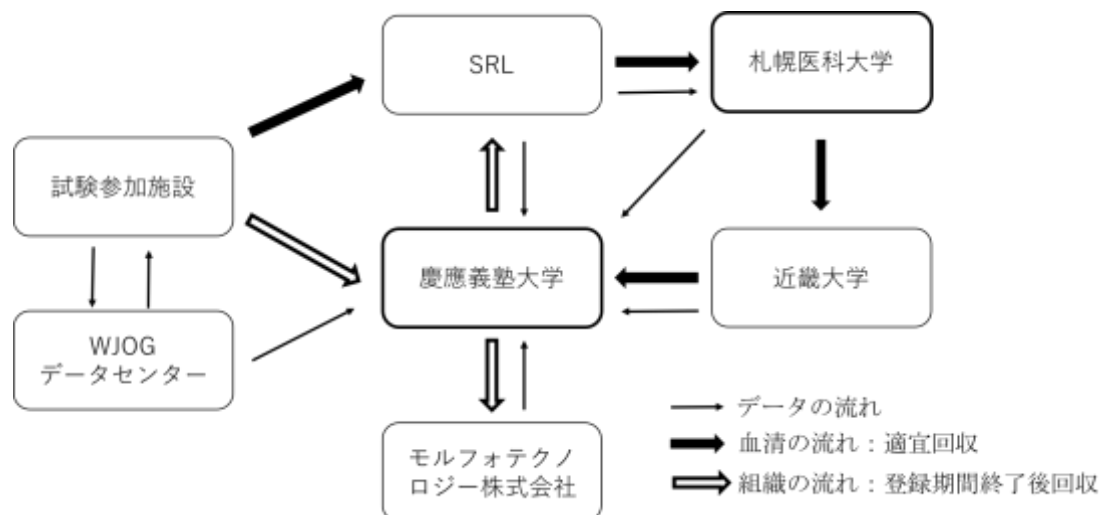 SRL
札幌医科大学
試験参加施設
慶應義塾大学
近畿大学
WJOG
データセンター
モルフォテクノ
ロジー株式会社
データの流れ
血清の流れ：適宜回収
組織の流れ：登録期間終了後回収